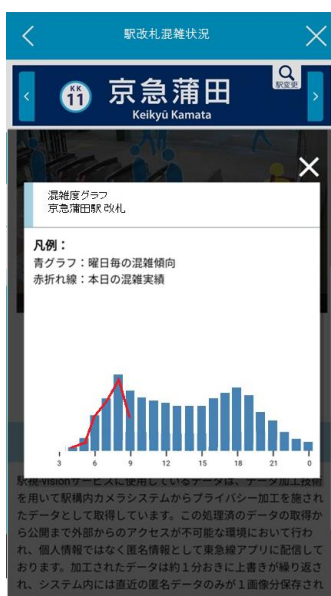 駅改札混雑状況
KK
11
京急蒲田
Keikyū Kamata
駅変更
混雑度グラフ
京急蒲田駅 改札
凡例：
青グラフ：曜日毎の混雑傾向
赤折れ線：本日の混雑実績
3 6 9 12 15 18 21 0
駅視-visionサービスに使用しているデータは、データ加工技術
を用いて駅構内カメラシステムからプライバシー加工を施され
たデータとして取得しています。この処理済のデータの取得か
ら公開まで外部からのアクセスが不可能な環境において行わ
れ、個人情報ではなく匿名情報として東急線アプリに配信して
おります。加工されたデータは約１分おきに上書きが繰り返さ
れ、システム内には直近の匿名データのみが１画像分保存され